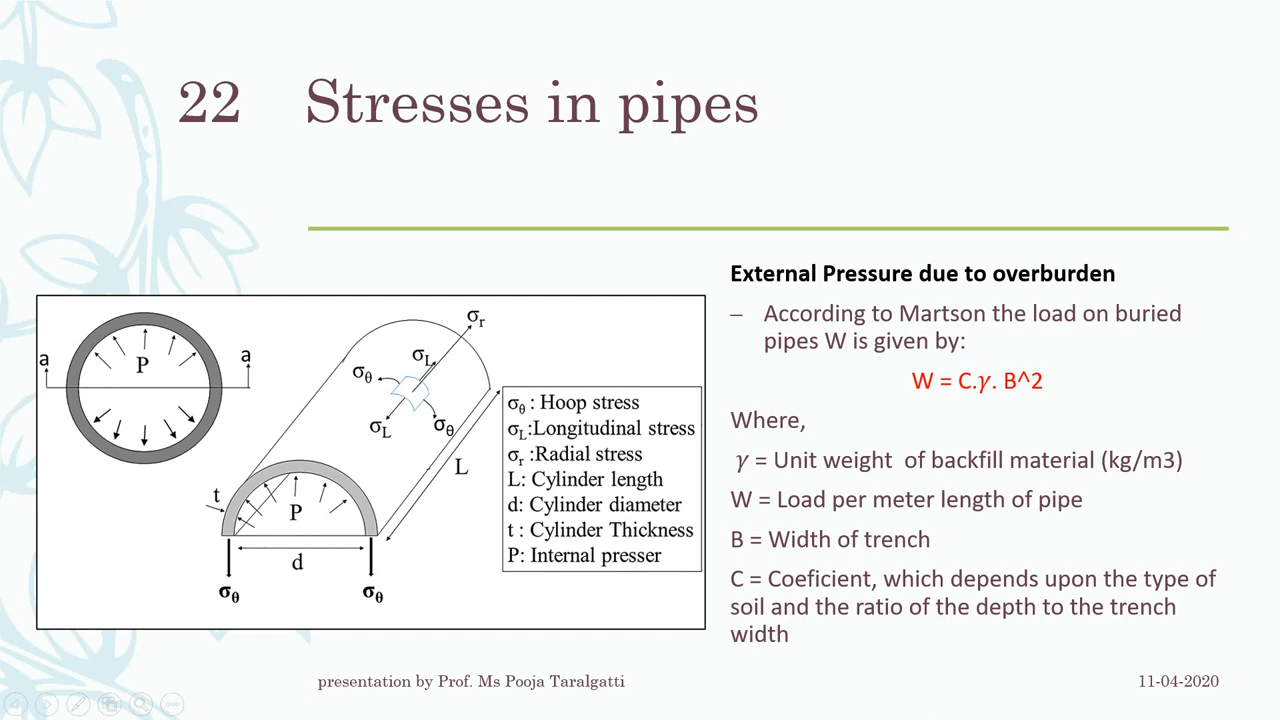 22 Stresses in pipes
a
P
a
σr
σL
σθ
σL
σθ
t
P
L
d
σθ
σθ
σθ : Hoop stress
σL:Longitudinal stress
σr :Radial stress
L: Cylinder length
d: Cylinder diameter
t : Cylinder Thickness
P: Internal presser
External Pressure due to overburden
– According to Martson the load on buried
pipes W is given by:
W = C.γ. B^2
Where,
γ = Unit weight of backfill material (kg/m3)
W = Load per meter length of pipe
B = Width of trench
C = Coeficient, which depends upon the type of
soil and the ratio of the depth to the trench
width
presentation by Prof. Ms Pooja Taralgatti
11-04-2020